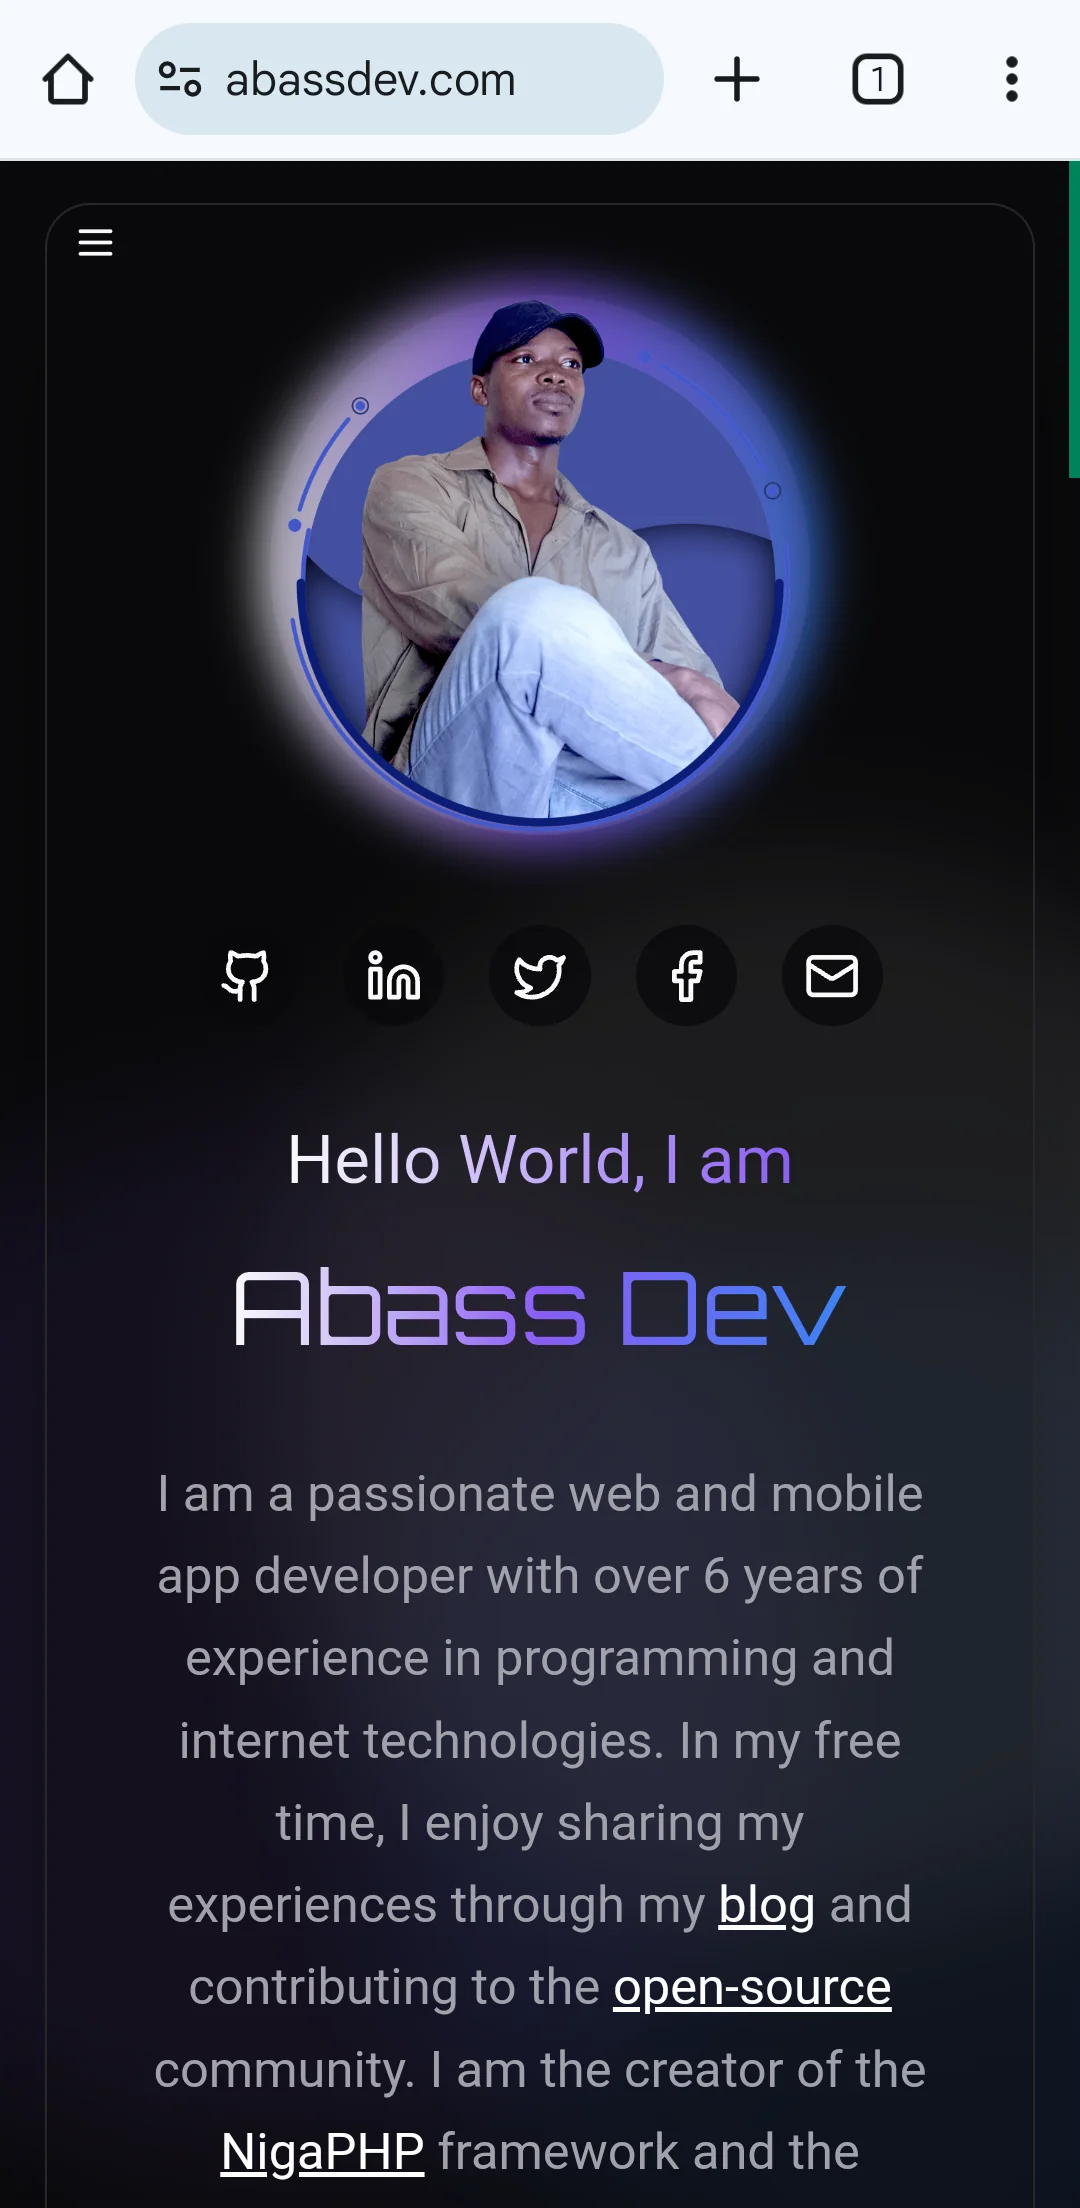 abassdev.com
1
Hello World, I am
Abass Dev
I am a passionate web and mobile
app developer with over 6 years of
experience in programming and
internet technologies. In my free
time, I enjoy sharing my
experiences through my blog and
contributing to the open-source
community. I am the creator of the
NigaPHP framework and the